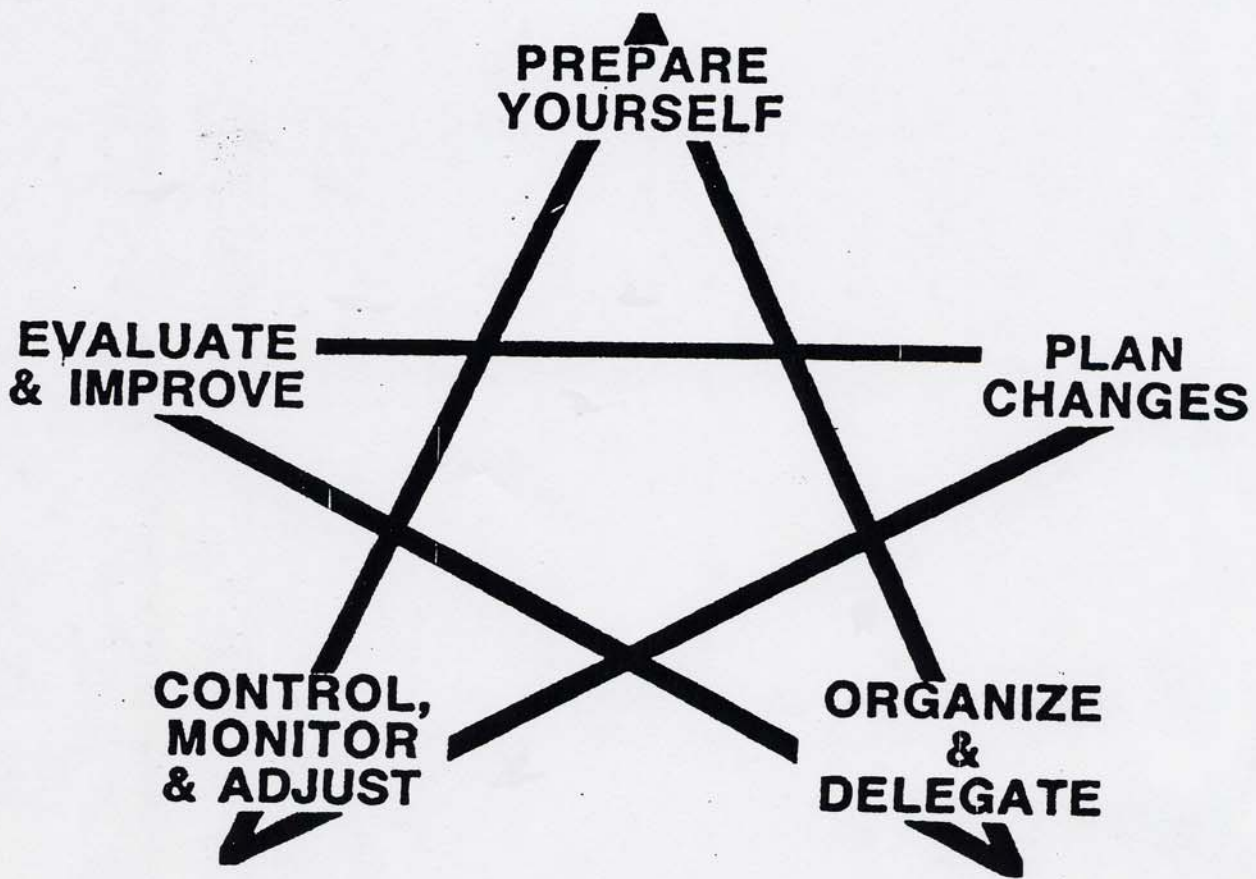 PREPARE
YOURSELF
PLAN
CHANGES
ORGANIZE
&
DELEGATE
CONTROL,
MONITOR
& ADJUST
EVALUATE
& IMPROVE